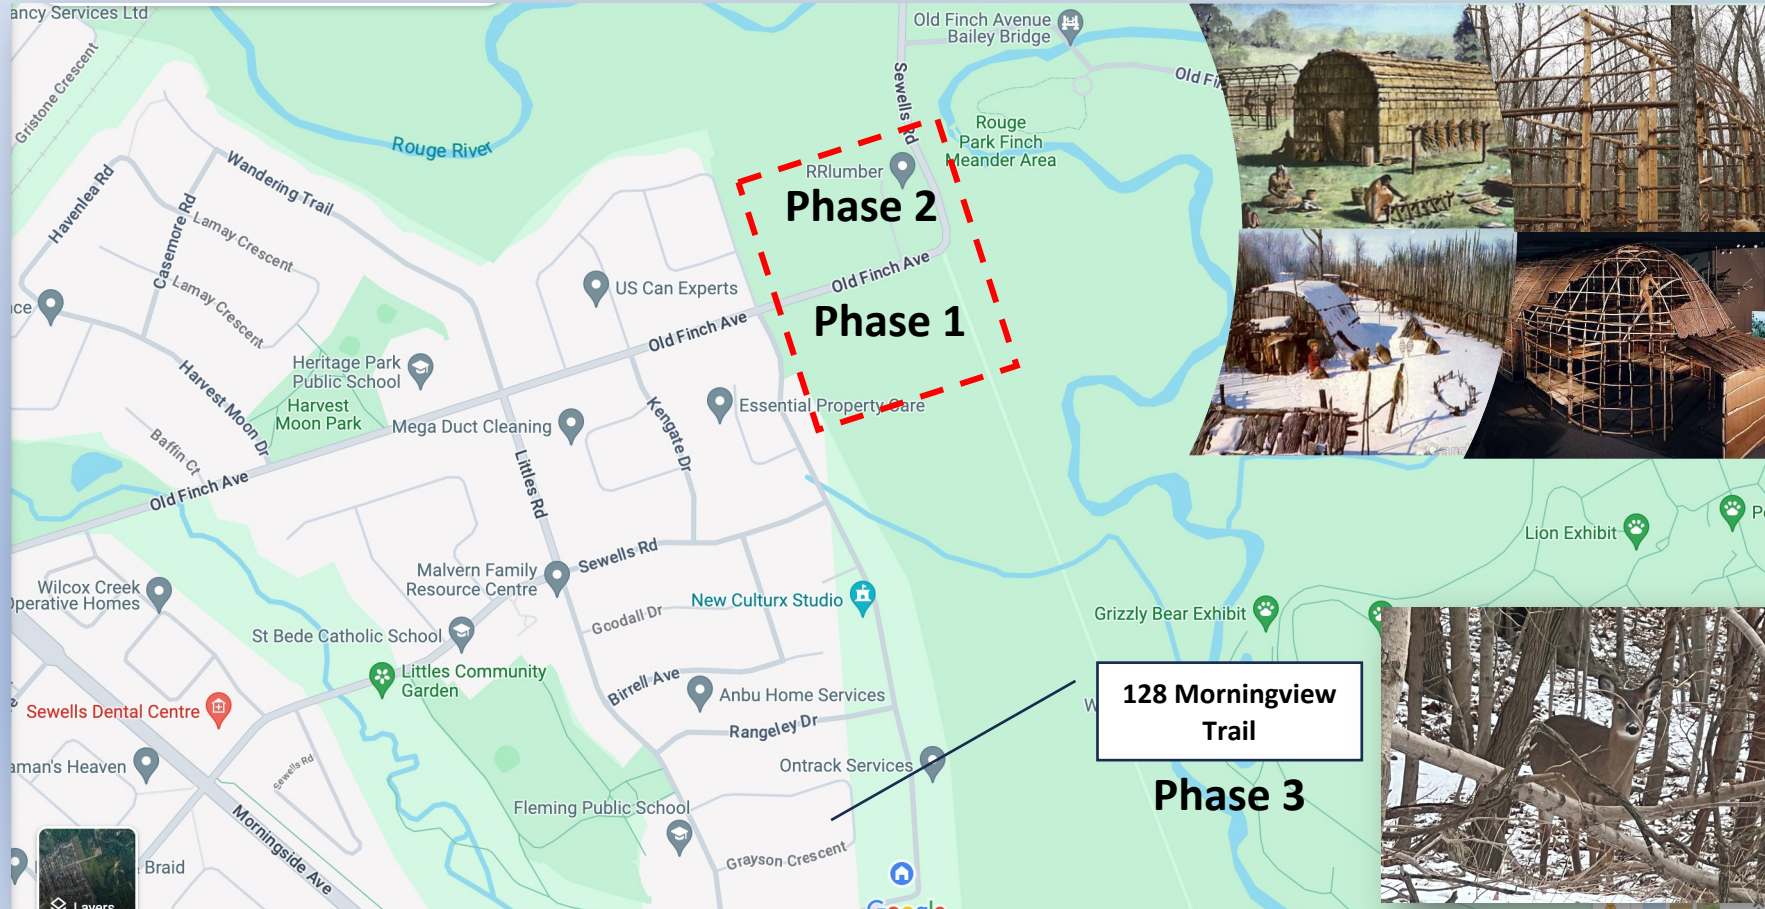 ancy Services Ltd
Gristone Crescent
Old Finch Avenue
Bailey Bridge
Sewells Rd
Old Fin
Rouge River
Rouge
Park Finch
Meander Area
RRlumber
Phase 2
Wandering Trail
Havenlea Rd
Casemore Rd
Lamay Crescent
Lamay Crescent
Old Finch Ave
US Can Experts
Phase 1
Old Finch Ave
Heritage Park
Public School
Harvest
Moon Park
Harvest Moon Dr
Essential Property Care
Kengate Dr
Mega Duct Cleaning
Baffin Ct
Old Finch Ave
Littles Rd
Lion Exhibit
Sewells Rd
Malvern Family
Resource Centre
Wilcox Creek
operative Homes
New Culturx Studio
Grizzly Bear Exhibit
Goodall Dr
St Bede Catholic School
Littles Community
Garden
Birrell Ave
Anbu Home Services
128 Morningview
Trail
Sewells Dental Centre
Rangeley Dr
aman's Heaven
Sewells Rd
Ontrack Services
Phase 3
Fleming Public School
Morningside Ave
Grayson Crescent
Braid
Layers
Google